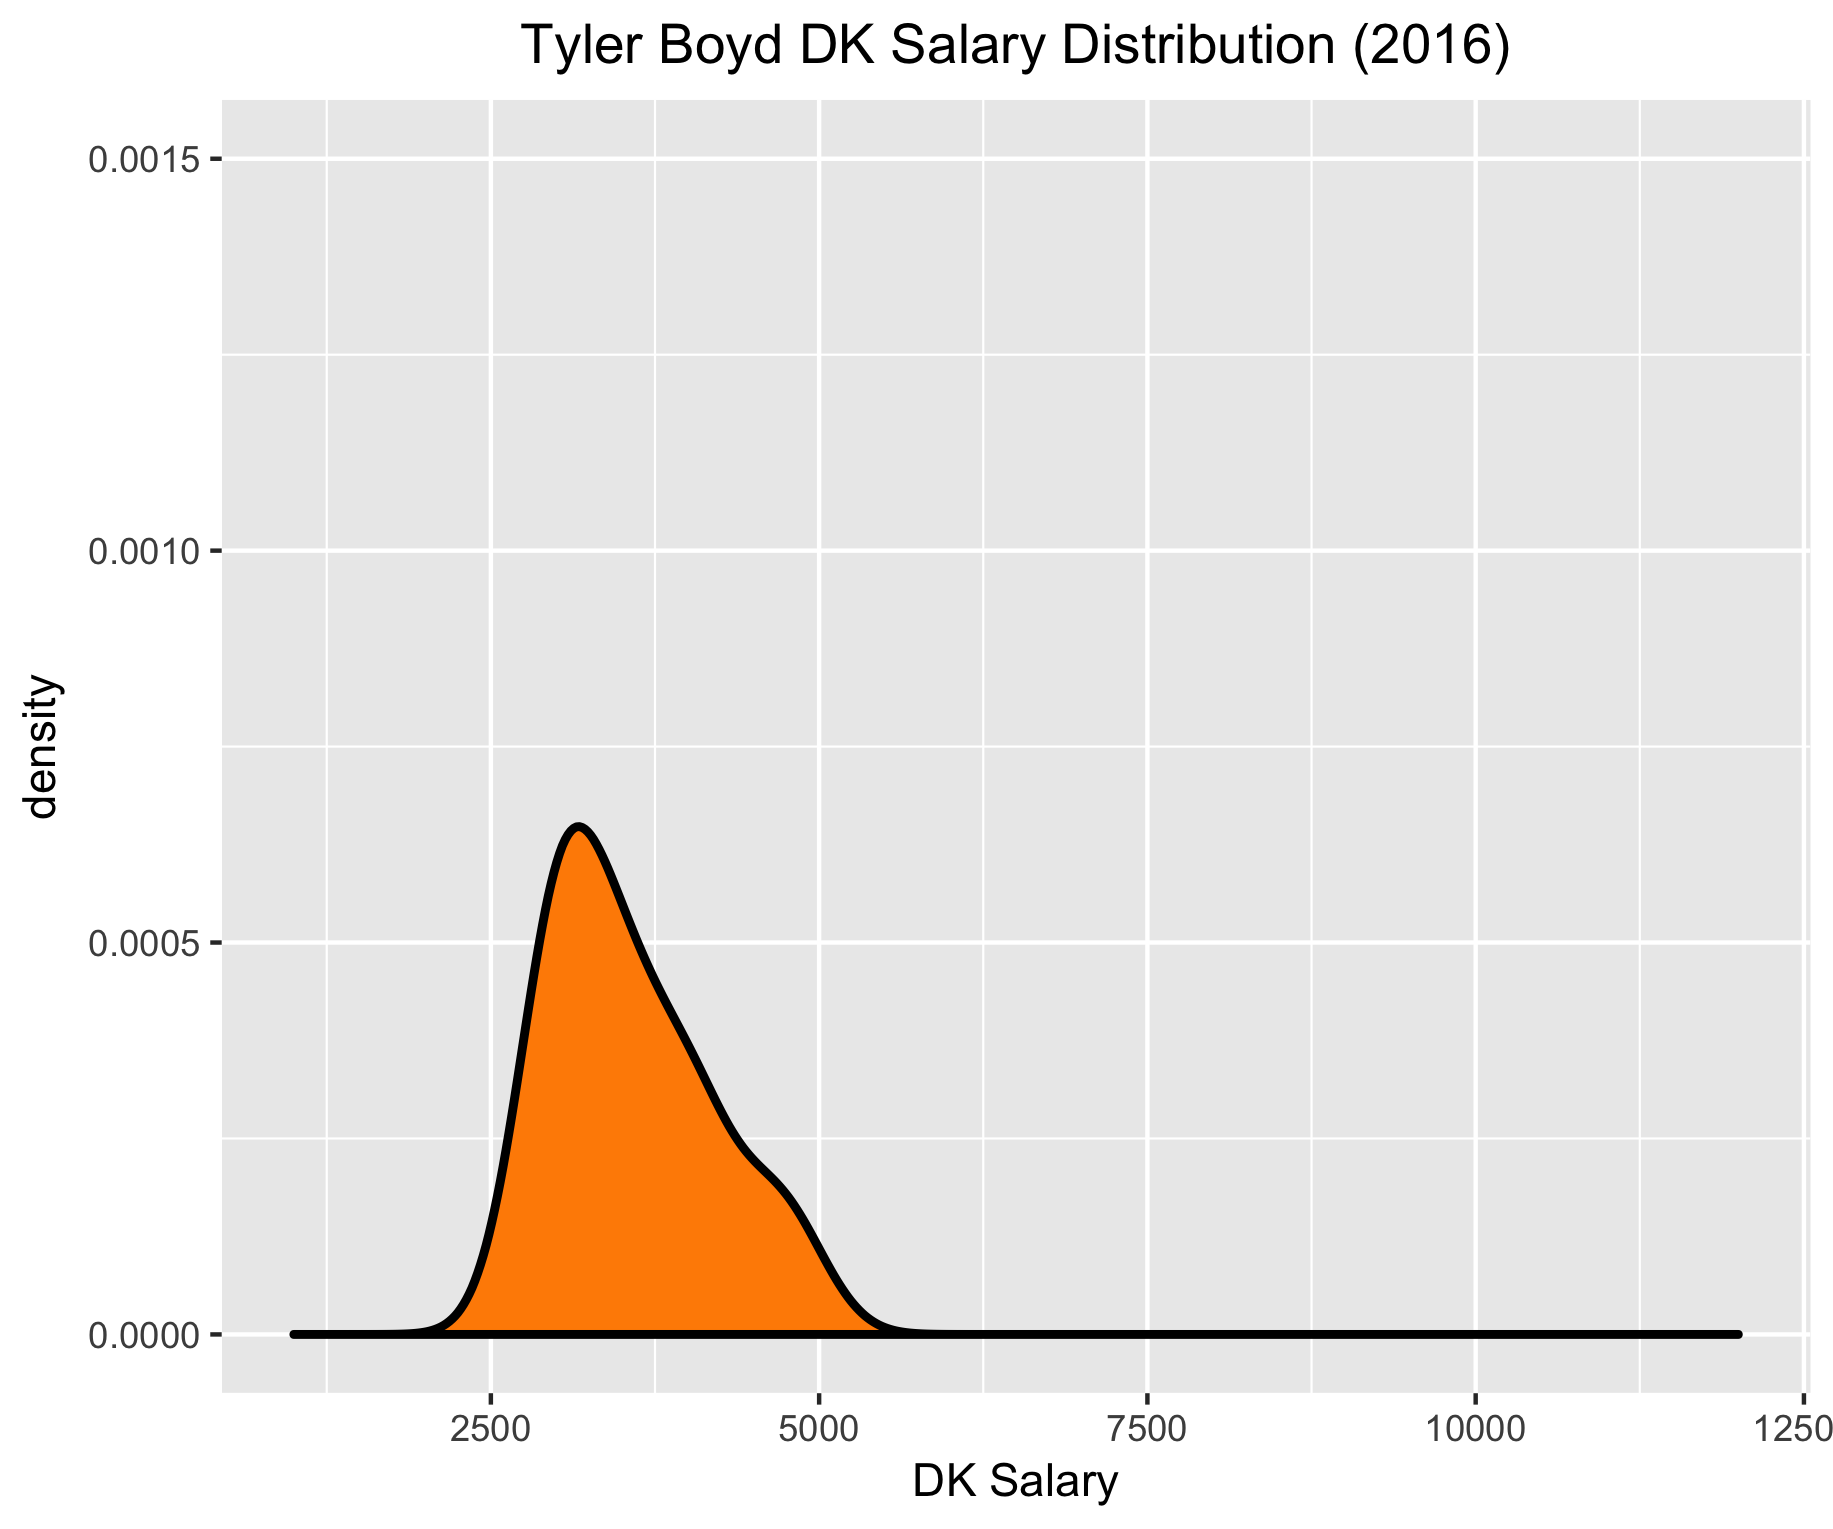 Tyler Boyd DK Salary Distribution (2016)
0.0015
0.0010
density
0.0005
0.0000
2500 5000 7500 10000 1250
DK Salary